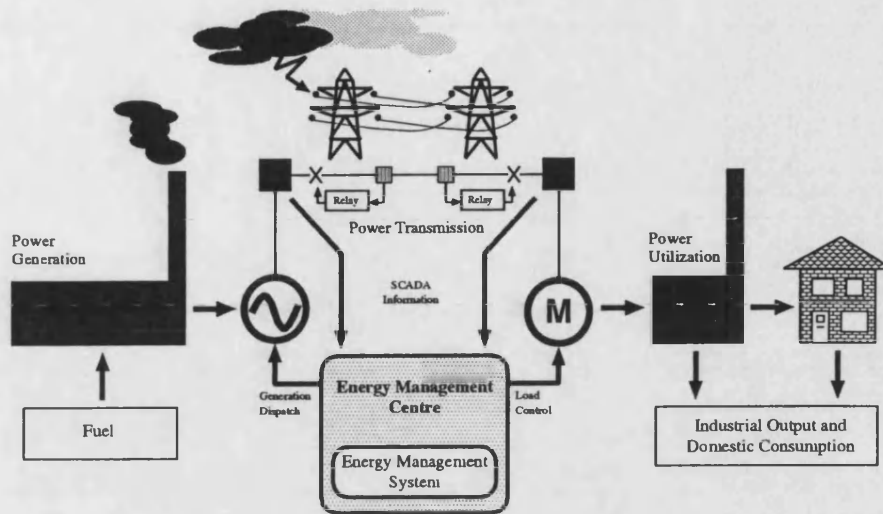 Relay
Relay
Power Transmission
Power
Generation
Power
Utilization
SCADA
Information
M
Generation
Dispatch
Energy Management
Centre
Load
Control
Fuel
Energy Management
System
Industrial Output and
Domestic Consumption